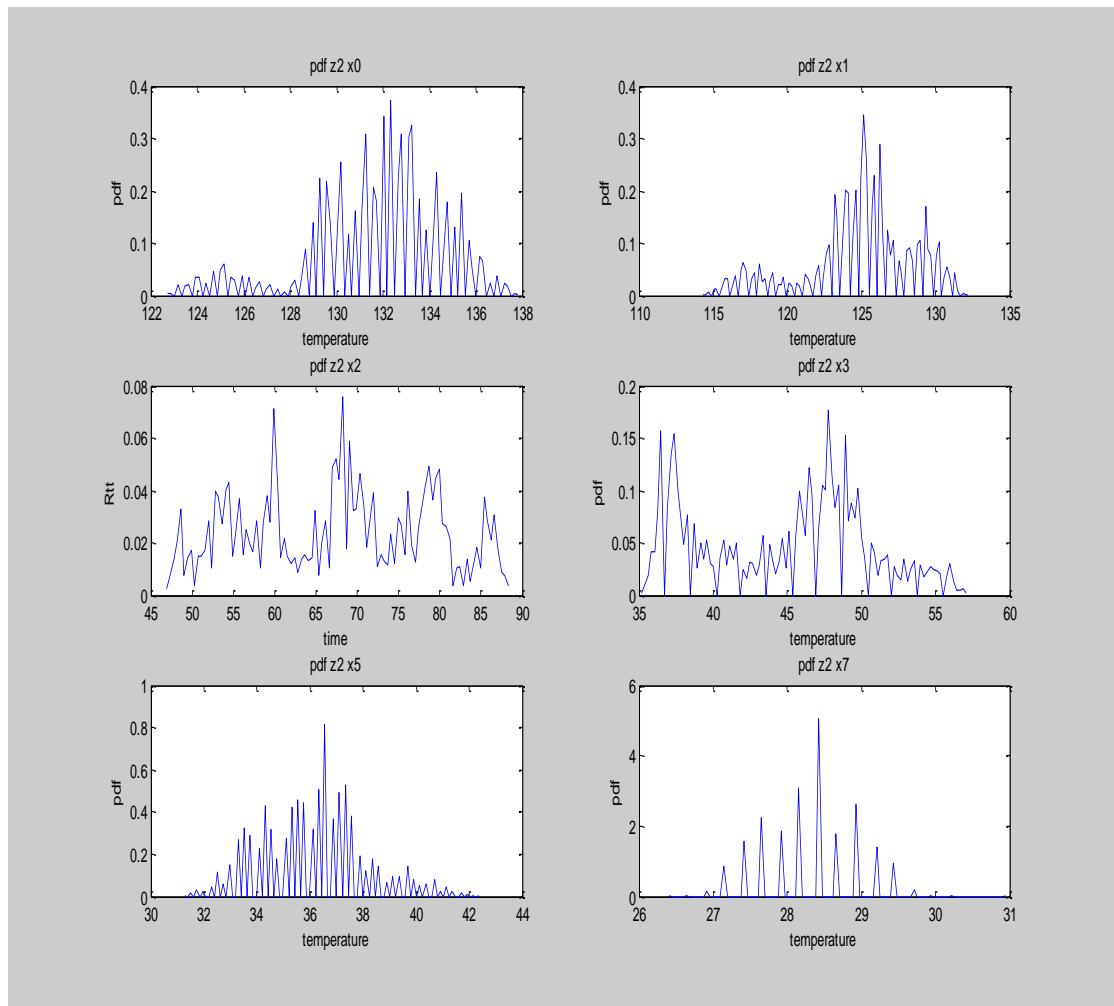 pdf z2 x0
pdf
0.4
0.3
0.2
0.1
0
122 124 126 128 130 132 134 136 138
temperature
pdf z2 x1
pdf
0.4
0.3
0.2
0.1
0
110 115 120 125 130 135
temperature
pdf z2 x2
Rtt
0.08
0.06
0.04
0.02
0
45 50 55 60 65 70 75 80 85 90
time
pdf z2 x3
pdf
0.2
0.15
0.1
0.05
0
35 40 45 50 55 60
temperature
pdf z2 x5
pdf
1
0.8
0.6
0.4
0.2
0
30 32 34 36 38 40 42 44
temperature
pdf z2 x7
pdf
6
4
2
0
26 27 28 29 30 31
temperature